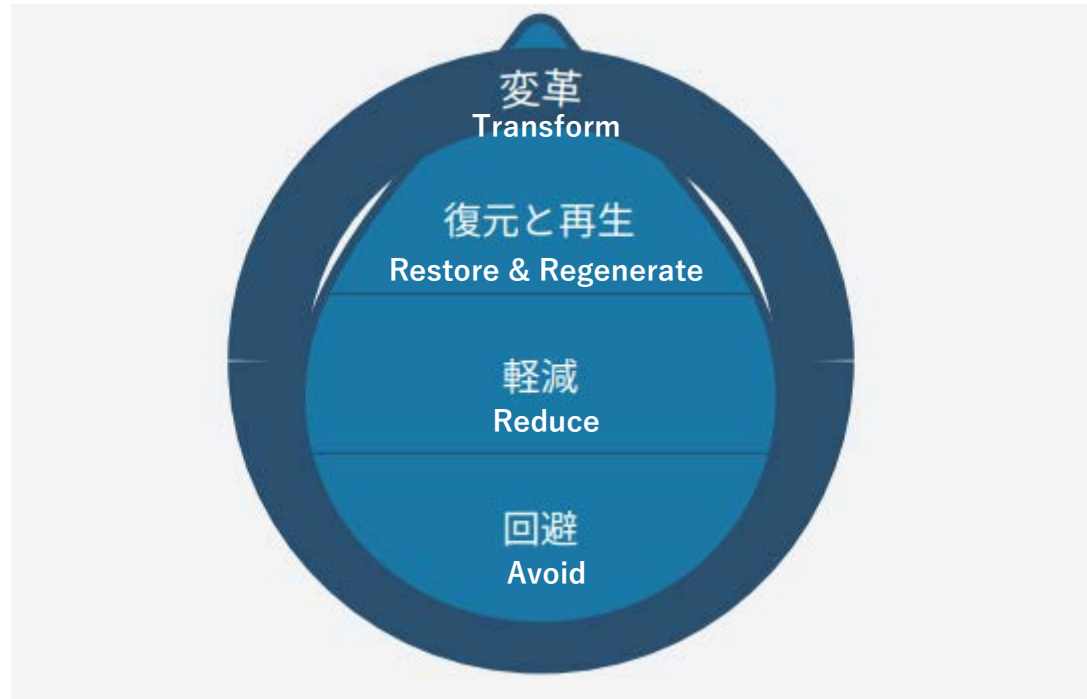 変革
Transform
復元と再生
Restore & Regenerate
軽減
Reduce
回避
Avoid